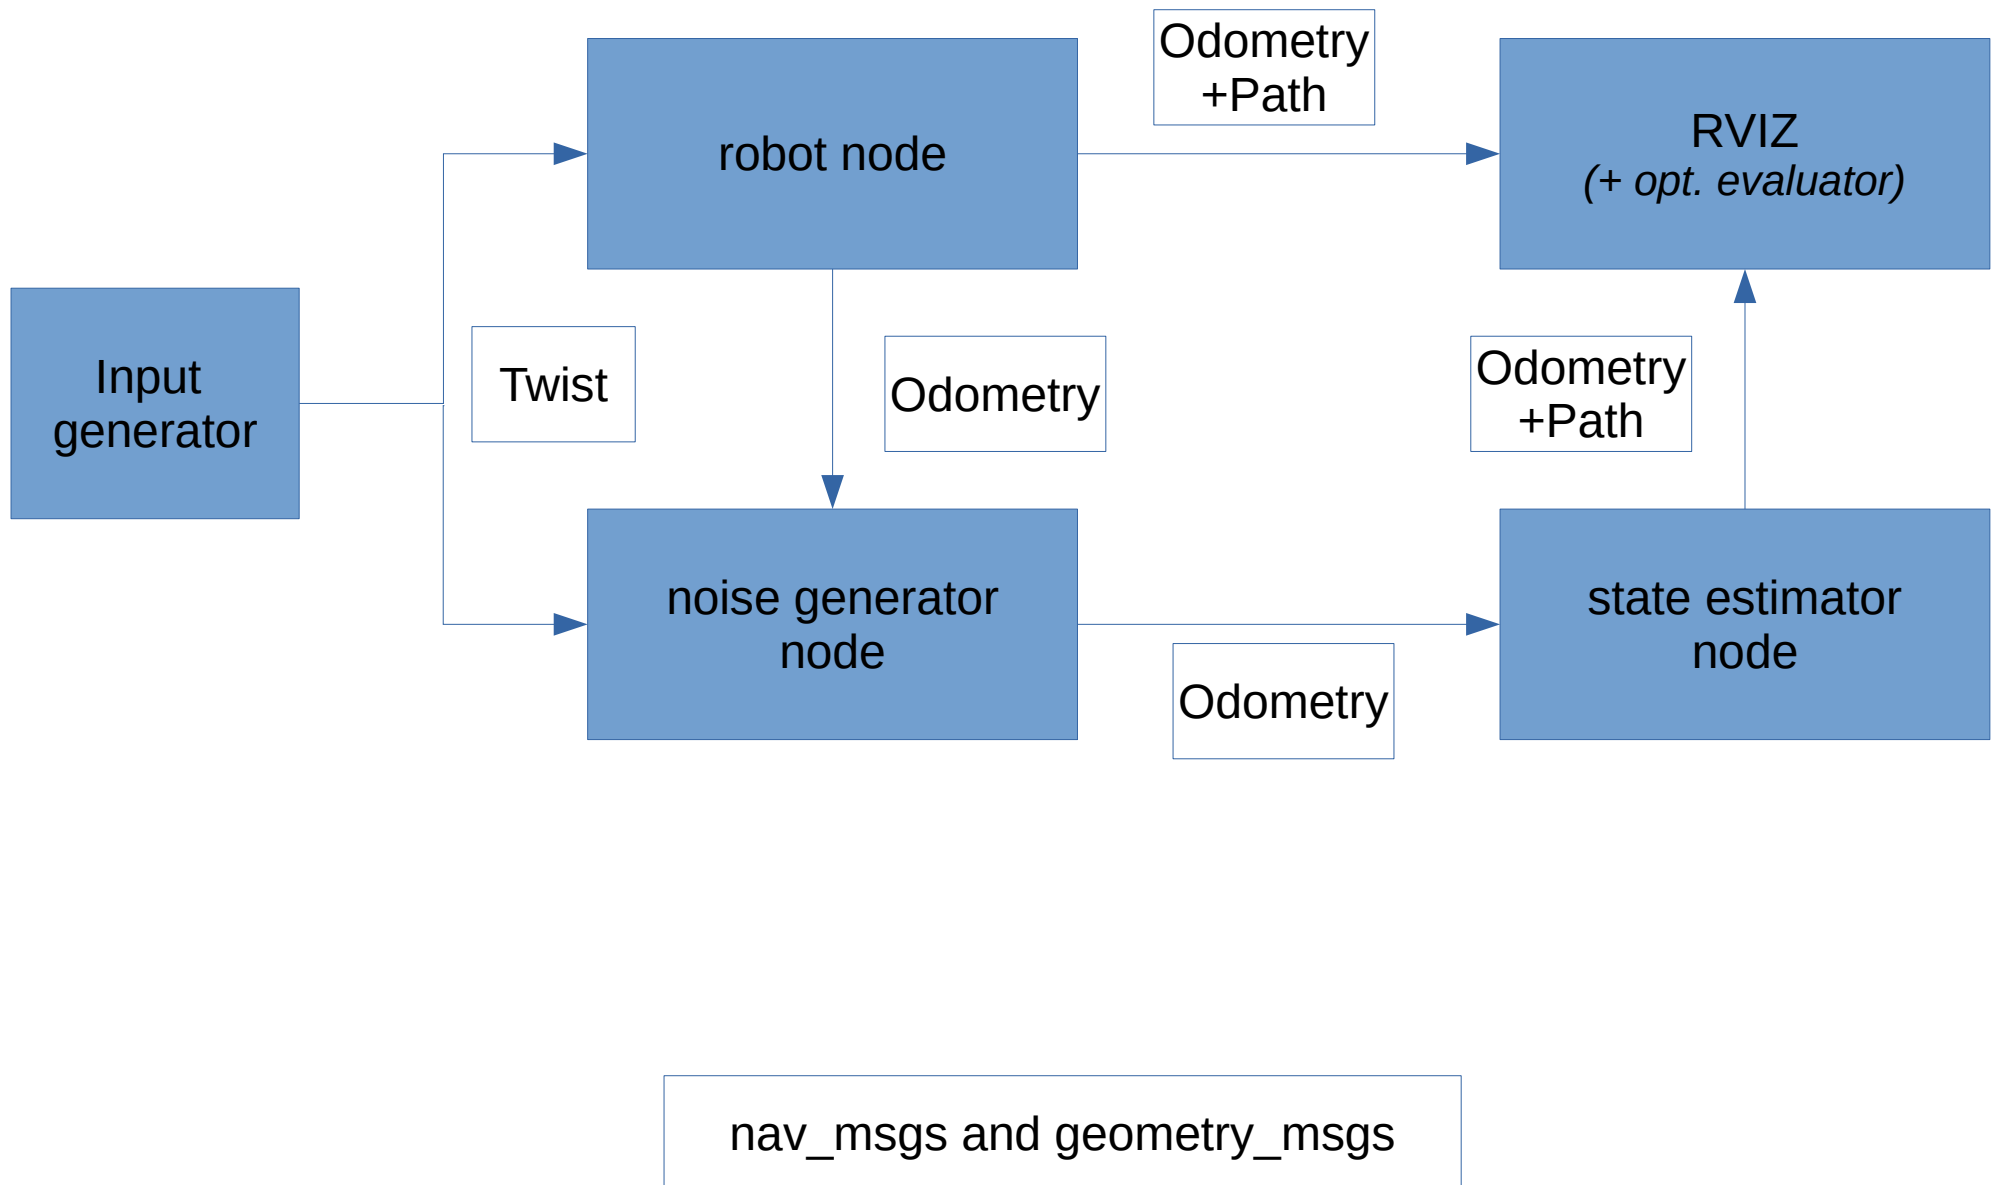 Odometry
+Path
robot node
RVIZ
(+ opt. evaluator)
Input
generator
Twist
Odometry
Odometry
+Path
noise generator
node
state estimator
node
Odometry
nav_msgs and geometry_msgs